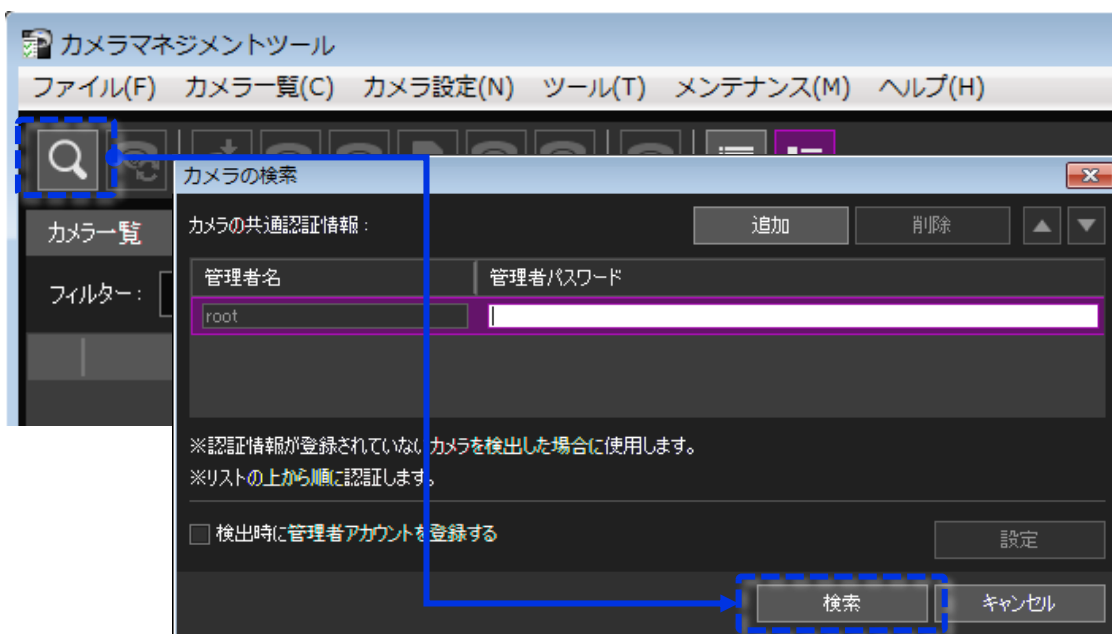 カメラマネジメントツール
ファイル(F) カメラ一覧(C) カメラ設定(N) ツール(T) メンテナンス(M) ヘルプ(H)
カメラの検索
カメラ一覧
カメラの共通認証情報：
追加 削除
フィルター：
管理者名 管理者パスワード
root
※認証情報が登録されていないカメラを検出した場合に使用します。
※リストの上から順に認証します。
検出時に管理者アカウントを登録する
設定
検索 キャンセル